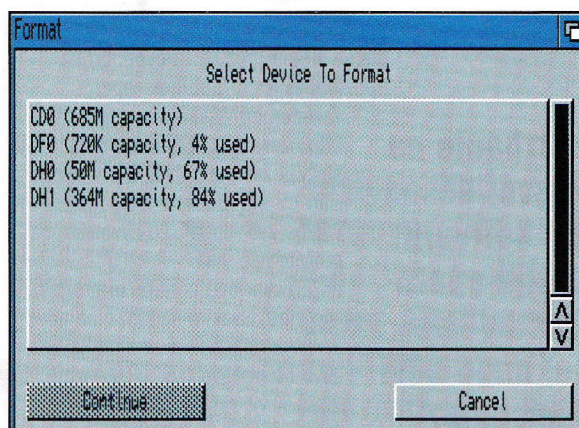 Format
Select Device To Format
CD0 (685M capacity)
DF0 (720K capacity, 4% used)
DH0 (50M capacity, 67% used)
DH1 (364M capacity, 84% used)
Continue
Cancel